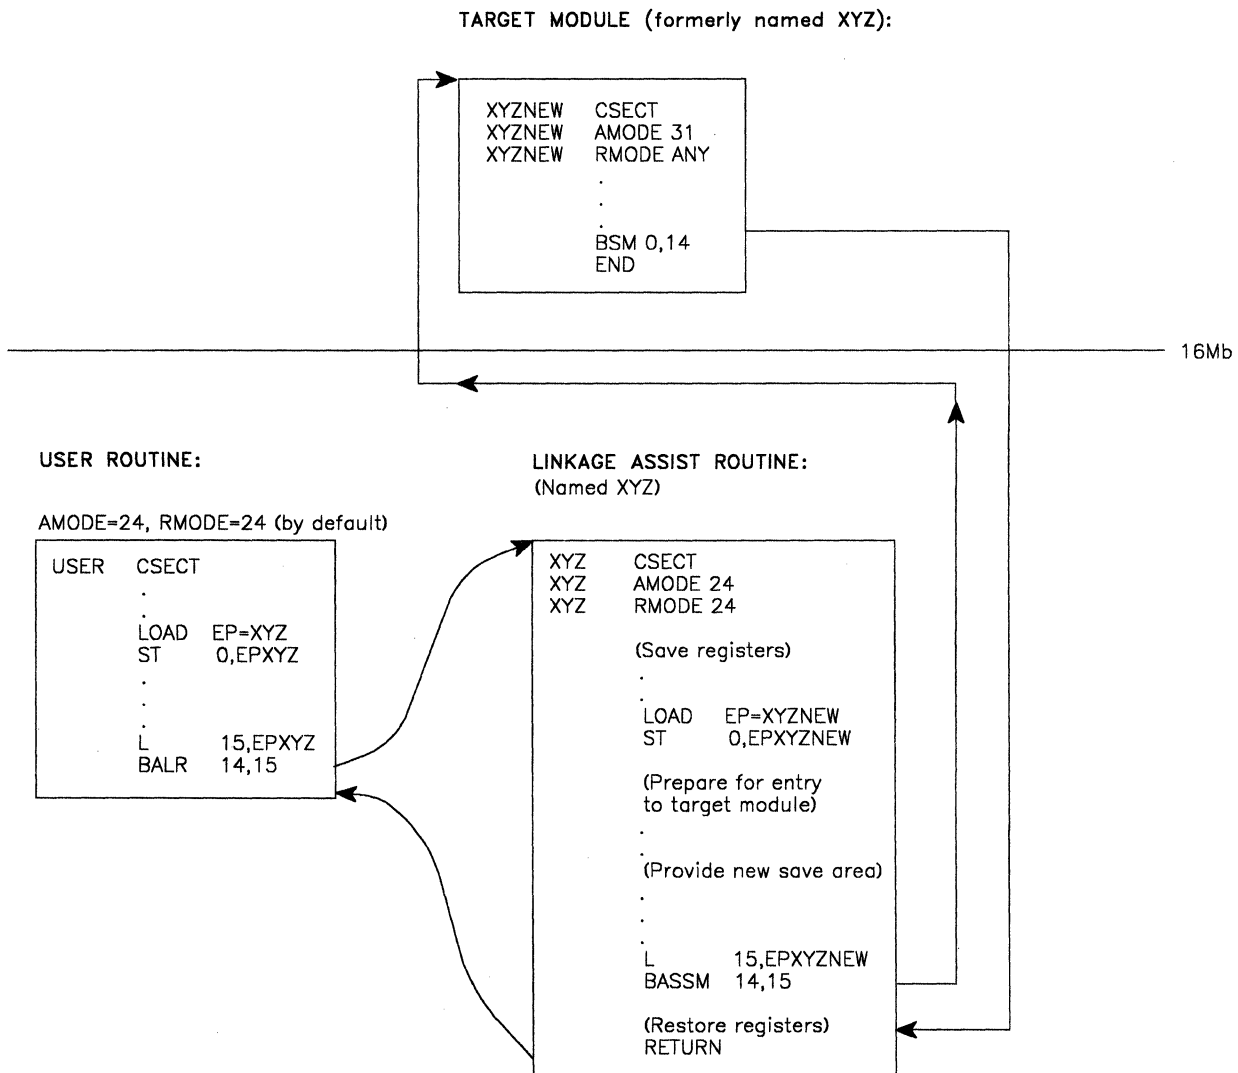 TARGET MODULE (formerly named XYZ):
XYZNEW CSECT
XYZNEW AMODE 31
XYZNEW RMODE ANY
.
.
.
BSM 0,14
END
16Mb
USER ROUTINE:
AMODE=24, RMODE=24 (by default)
USER CSECT
.
.
LOAD EP=XYZ
ST 0,EPXYZ
.
.
.
L 15,EPXYZ
BALR 14,15
LINKAGE ASSIST ROUTINE:
(Named XYZ)
XYZ CSECT
XYZ AMODE 24
XYZ RMODE 24
(Save registers)
.
.
LOAD EP=XYZNEW
ST 0,EPXYZNEW
(Prepare for entry
to target module)
.
.
(Provide new save area)
.
.
.
L 15,EPXYZNEW
BASSM 14,15
(Restore registers)
RETURN